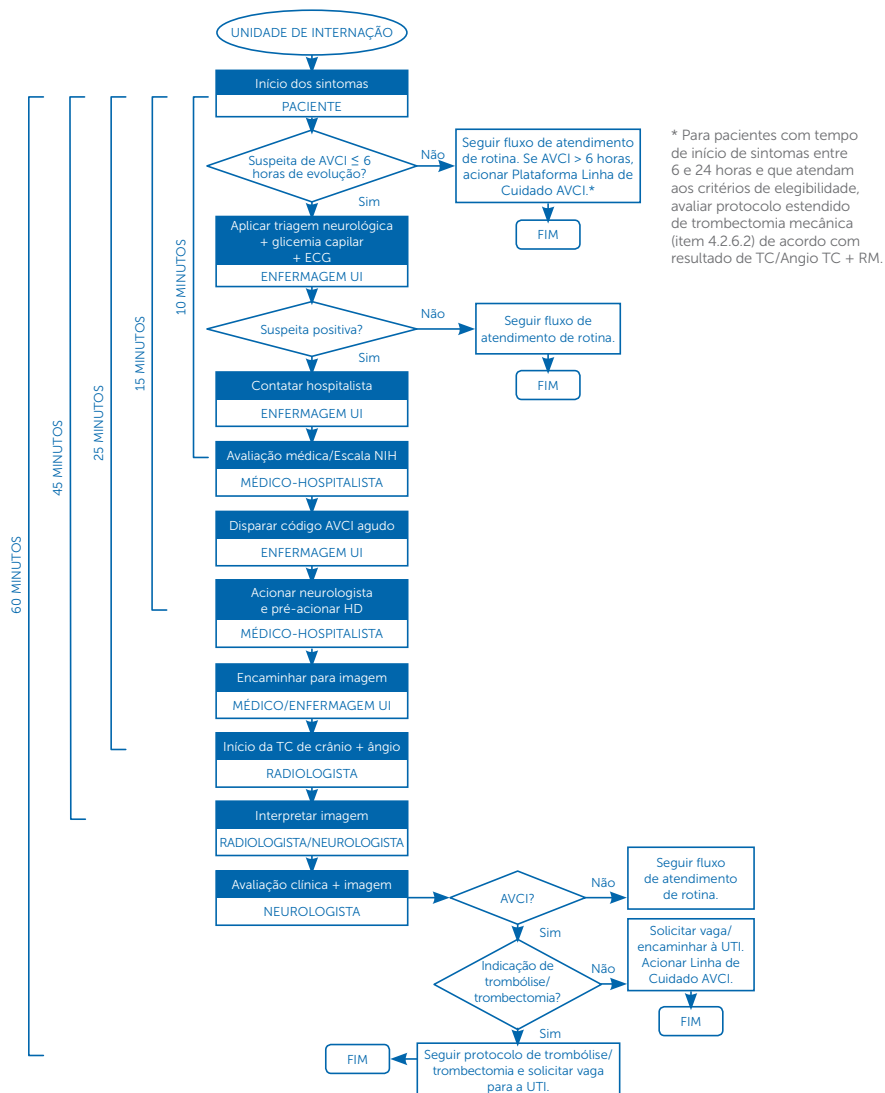 UNIDADE DE INTERNAÇÃO
Início dos sintomas
PACIENTE
Suspeita de AVCI ≤ 6
horas de evolução?
Não
Seguir fluxo de atendimento
de rotina. Se AVCI > 6 horas,
acionar Plataforma Linha de
Cuidado AVCI.*
FIM
* Para pacientes com tempo
de início de sintomas entre
6 e 24 horas e que atendam
aos critérios de elegibilidade,
avaliar protocolo estendido
de trombectomia mecânica
(item 4.2.6.2) de acordo com
resultado de TC/Angio TC + RM.
Sim
Aplicar triagem neurológica
+ glicemia capilar
+ ECG
ENFERMAGEM UI
Suspeita positiva?
Não
Seguir fluxo de
atendimento de rotina.
FIM
Sim
Contatar hospitalista
ENFERMAGEM UI
Avaliação médica/Escala NIH
MÉDICO-HOSPITALISTA
Disparar código AVCI agudo
ENFERMAGEM UI
Acionar neurologista
e pré-acionar HD
MÉDICO-HOSPITALISTA
Encaminhar para imagem
MÉDICO/ENFERMAGEM UI
Início da TC de crânio + ângio
RADIOLOGISTA
Interpretar imagem
RADIOLOGISTA/NEUROLOGISTA
Avaliação clínica + imagem
NEUROLOGISTA
AVCI?
Não
Seguir fluxo
de atendimento
de rotina.
Sim
Indicação de
trombólise/
trombectomia?
Não
Solicitar vaga/
encaminhar à UTI.
Acionar Linha de
Cuidado AVCI.
FIM
Sim
Seguir protocolo de trombólise/
trombectomia e solicitar vaga
para a UTI.
FIM
10 MINUTOS
15 MINUTOS
25 MINUTOS
45 MINUTOS
60 MINUTOS